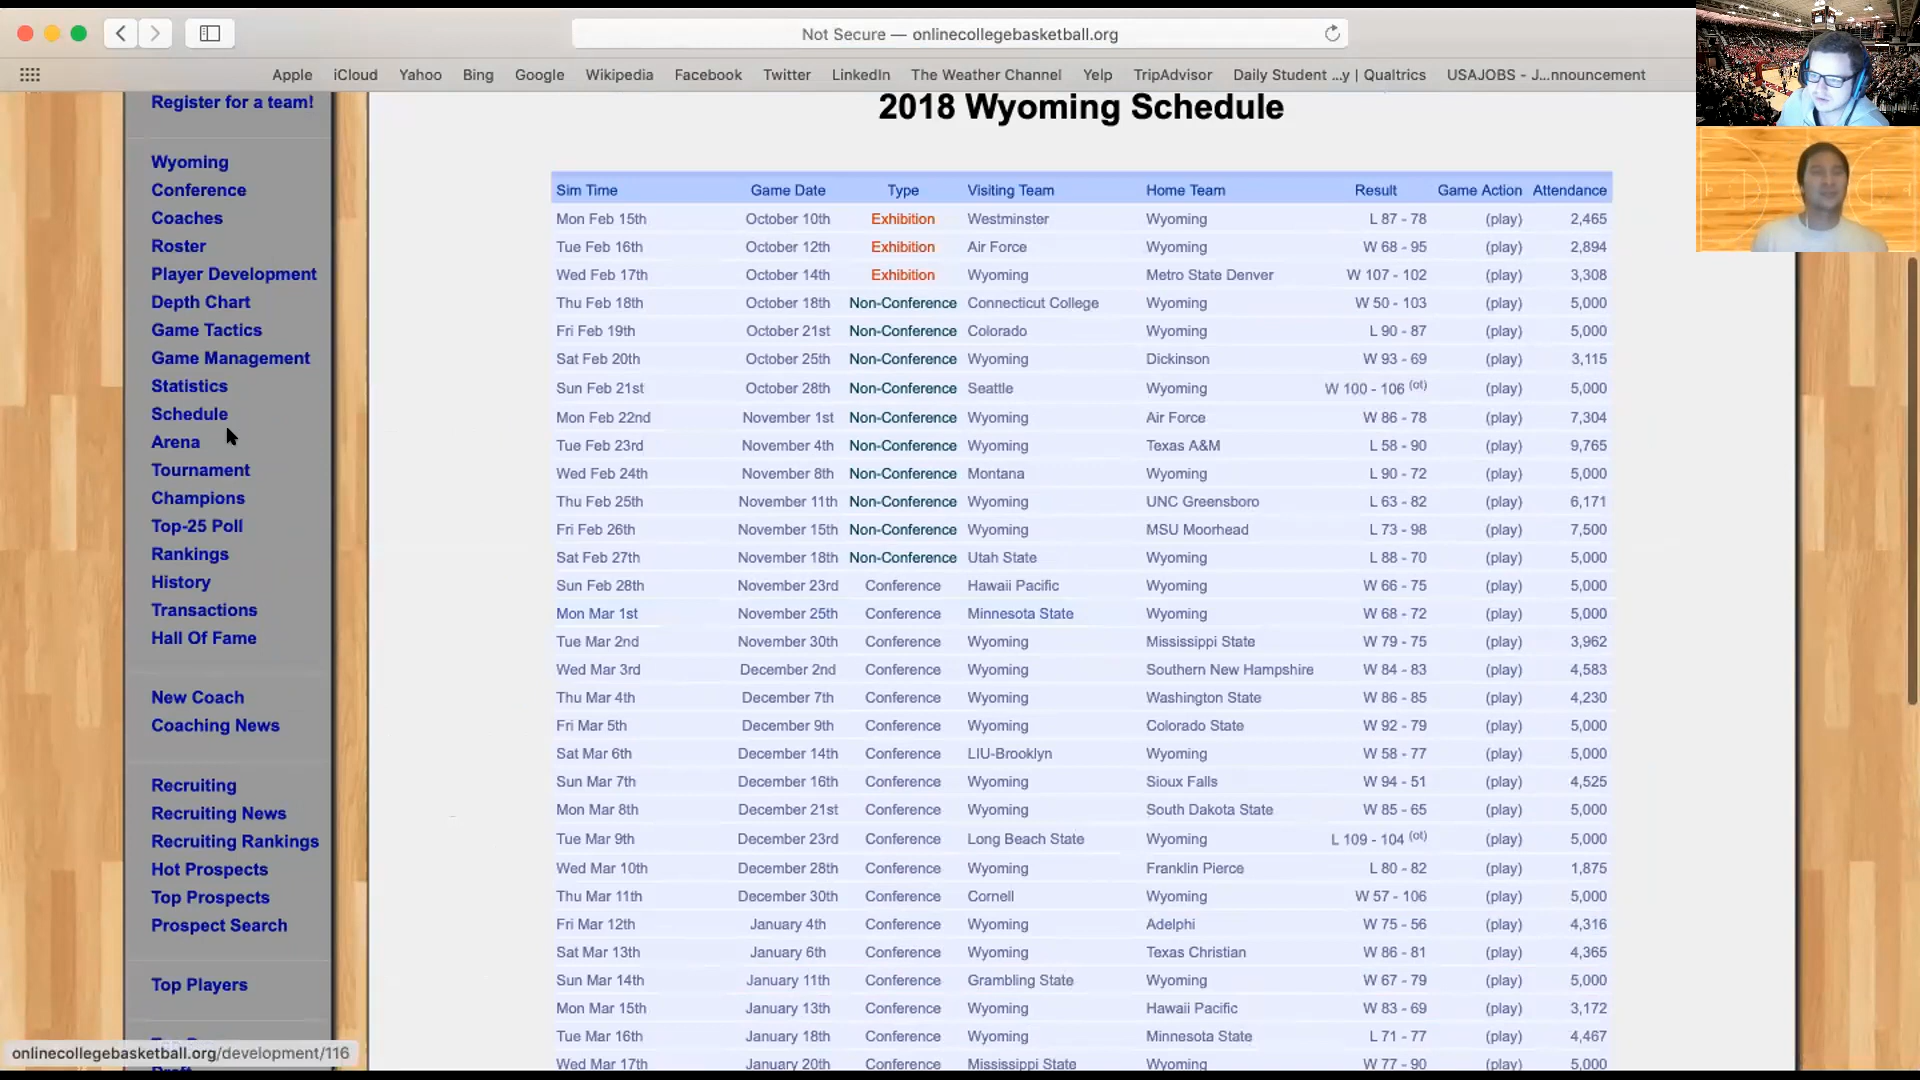 Not Secure — onlinecollegebasketball.org
Apple iCloud Yahoo Bing Google Wikipedia Facebook Twitter LinkedIn The Weather Channel Yelp TripAdvisor Daily Student ...y | Qualtrics USAJOBS - J...nnouncement
Register for a team!
Wyoming
Conference
Coaches
Roster
Player Development
Depth Chart
Game Tactics
Game Management
Statistics
Schedule
Arena
Tournament
Champions
Top-25 Poll
Rankings
History
Transactions
Hall Of Fame
New Coach
Coaching News
Recruiting
Recruiting News
Recruiting Rankings
Hot Prospects
Top Prospects
Prospect Search
Top Players
onlinecollegebasketball.org/development/116
2018 Wyoming Schedule
Sim Time Game Date Type Visiting Team Home Team Result Game Action Attendance
Mon Feb 15th October 10th Exhibition Westminster Wyoming L 87 - 78 (play) 2,465
Tue Feb 16th October 12th Exhibition Air Force Wyoming W 68 - 95 (play) 2,894
Wed Feb 17th October 14th Exhibition Wyoming Metro State Denver W 107 - 102 (play) 3,308
Thu Feb 18th October 18th Non-Conference Connecticut College Wyoming W 50 - 103 (play) 5,000
Fri Feb 19th October 21st Non-Conference Colorado Wyoming L 90 - 87 (play) 5,000
Sat Feb 20th October 25th Non-Conference Wyoming Dickinson W 93 - 69 (play) 3,115
Sun Feb 21st October 28th Non-Conference Seattle Wyoming W 100 - 106 (ot) (play) 5,000
Mon Feb 22nd November 1st Non-Conference Wyoming Air Force W 86 - 78 (play) 7,304
Tue Feb 23rd November 4th Non-Conference Wyoming Texas A&M L 58 - 90 (play) 9,765
Wed Feb 24th November 8th Non-Conference Montana Wyoming L 90 - 72 (play) 5,000
Thu Feb 25th November 11th Non-Conference Wyoming UNC Greensboro L 63 - 82 (play) 6,171
Fri Feb 26th November 15th Non-Conference Wyoming MSU Moorhead L 73 - 98 (play) 7,500
Sat Feb 27th November 18th Non-Conference Utah State Wyoming L 88 - 70 (play) 5,000
Sun Feb 28th November 23rd Conference Hawaii Pacific Wyoming W 66 - 75 (play) 5,000
Mon Mar 1st November 25th Conference Minnesota State Wyoming W 68 - 72 (play) 5,000
Tue Mar 2nd November 30th Conference Wyoming Mississippi State W 79 - 75 (play) 3,962
Wed Mar 3rd December 2nd Conference Wyoming Southern New Hampshire W 84 - 83 (play) 4,583
Thu Mar 4th December 7th Conference Wyoming Washington State W 86 - 85 (play) 4,230
Fri Mar 5th December 9th Conference Wyoming Colorado State W 92 - 79 (play) 5,000
Sat Mar 6th December 14th Conference LIU-Brooklyn Wyoming W 58 - 77 (play) 5,000
Sun Mar 7th December 16th Conference Wyoming Sioux Falls W 94 - 51 (play) 4,525
Mon Mar 8th December 21st Conference Wyoming South Dakota State W 85 - 65 (play) 5,000
Tue Mar 9th December 23rd Conference Long Beach State Wyoming L 109 - 104 (ot) (play) 5,000
Wed Mar 10th December 28th Conference Wyoming Franklin Pierce L 80 - 82 (play) 1,875
Thu Mar 11th December 30th Conference Cornell Wyoming W 57 - 106 (play) 5,000
Fri Mar 12th January 4th Conference Wyoming Adelphi W 75 - 56 (play) 4,316
Sat Mar 13th January 6th Conference Wyoming Texas Christian W 86 - 81 (play) 4,365
Sun Mar 14th January 11th Conference Grambling State Wyoming W 67 - 79 (play) 5,000
Mon Mar 15th January 13th Conference Wyoming Hawaii Pacific W 83 - 69 (play) 3,172
Tue Mar 16th January 18th Conference Wyoming Minnesota State L 71 - 77 (play) 4,467
Wed Mar 17th January 20th Conference Mississippi State Wyoming W 77 - 90 (play) 5,000